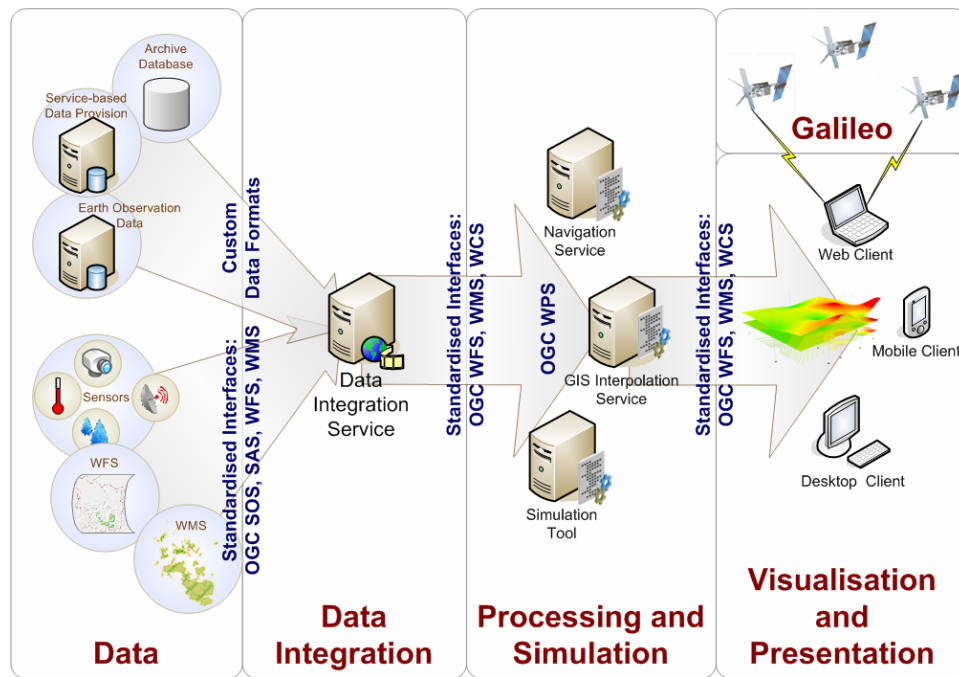 Archive
Database
Service-based
Data Provision
Earth Observation
Data
Custom
Data Formats
Sensors
WFS
WMS
Standardised Interfaces:
OGC SOS, SAS, WFS, WMS
Data
Data
Integration
Service
Data
Integration
Standardised Interfaces:
OGC WFS, WMS, WCS
OGC WPS
Navigation
Service
GIS Interpolation
Service
Simulation
Tool
Processing and
Simulation
Standardised Interfaces:
OGC WFS, WMS, WCS
Galileo
Web Client
Mobile Client
Desktop Client
Visualisation
and
Presentation